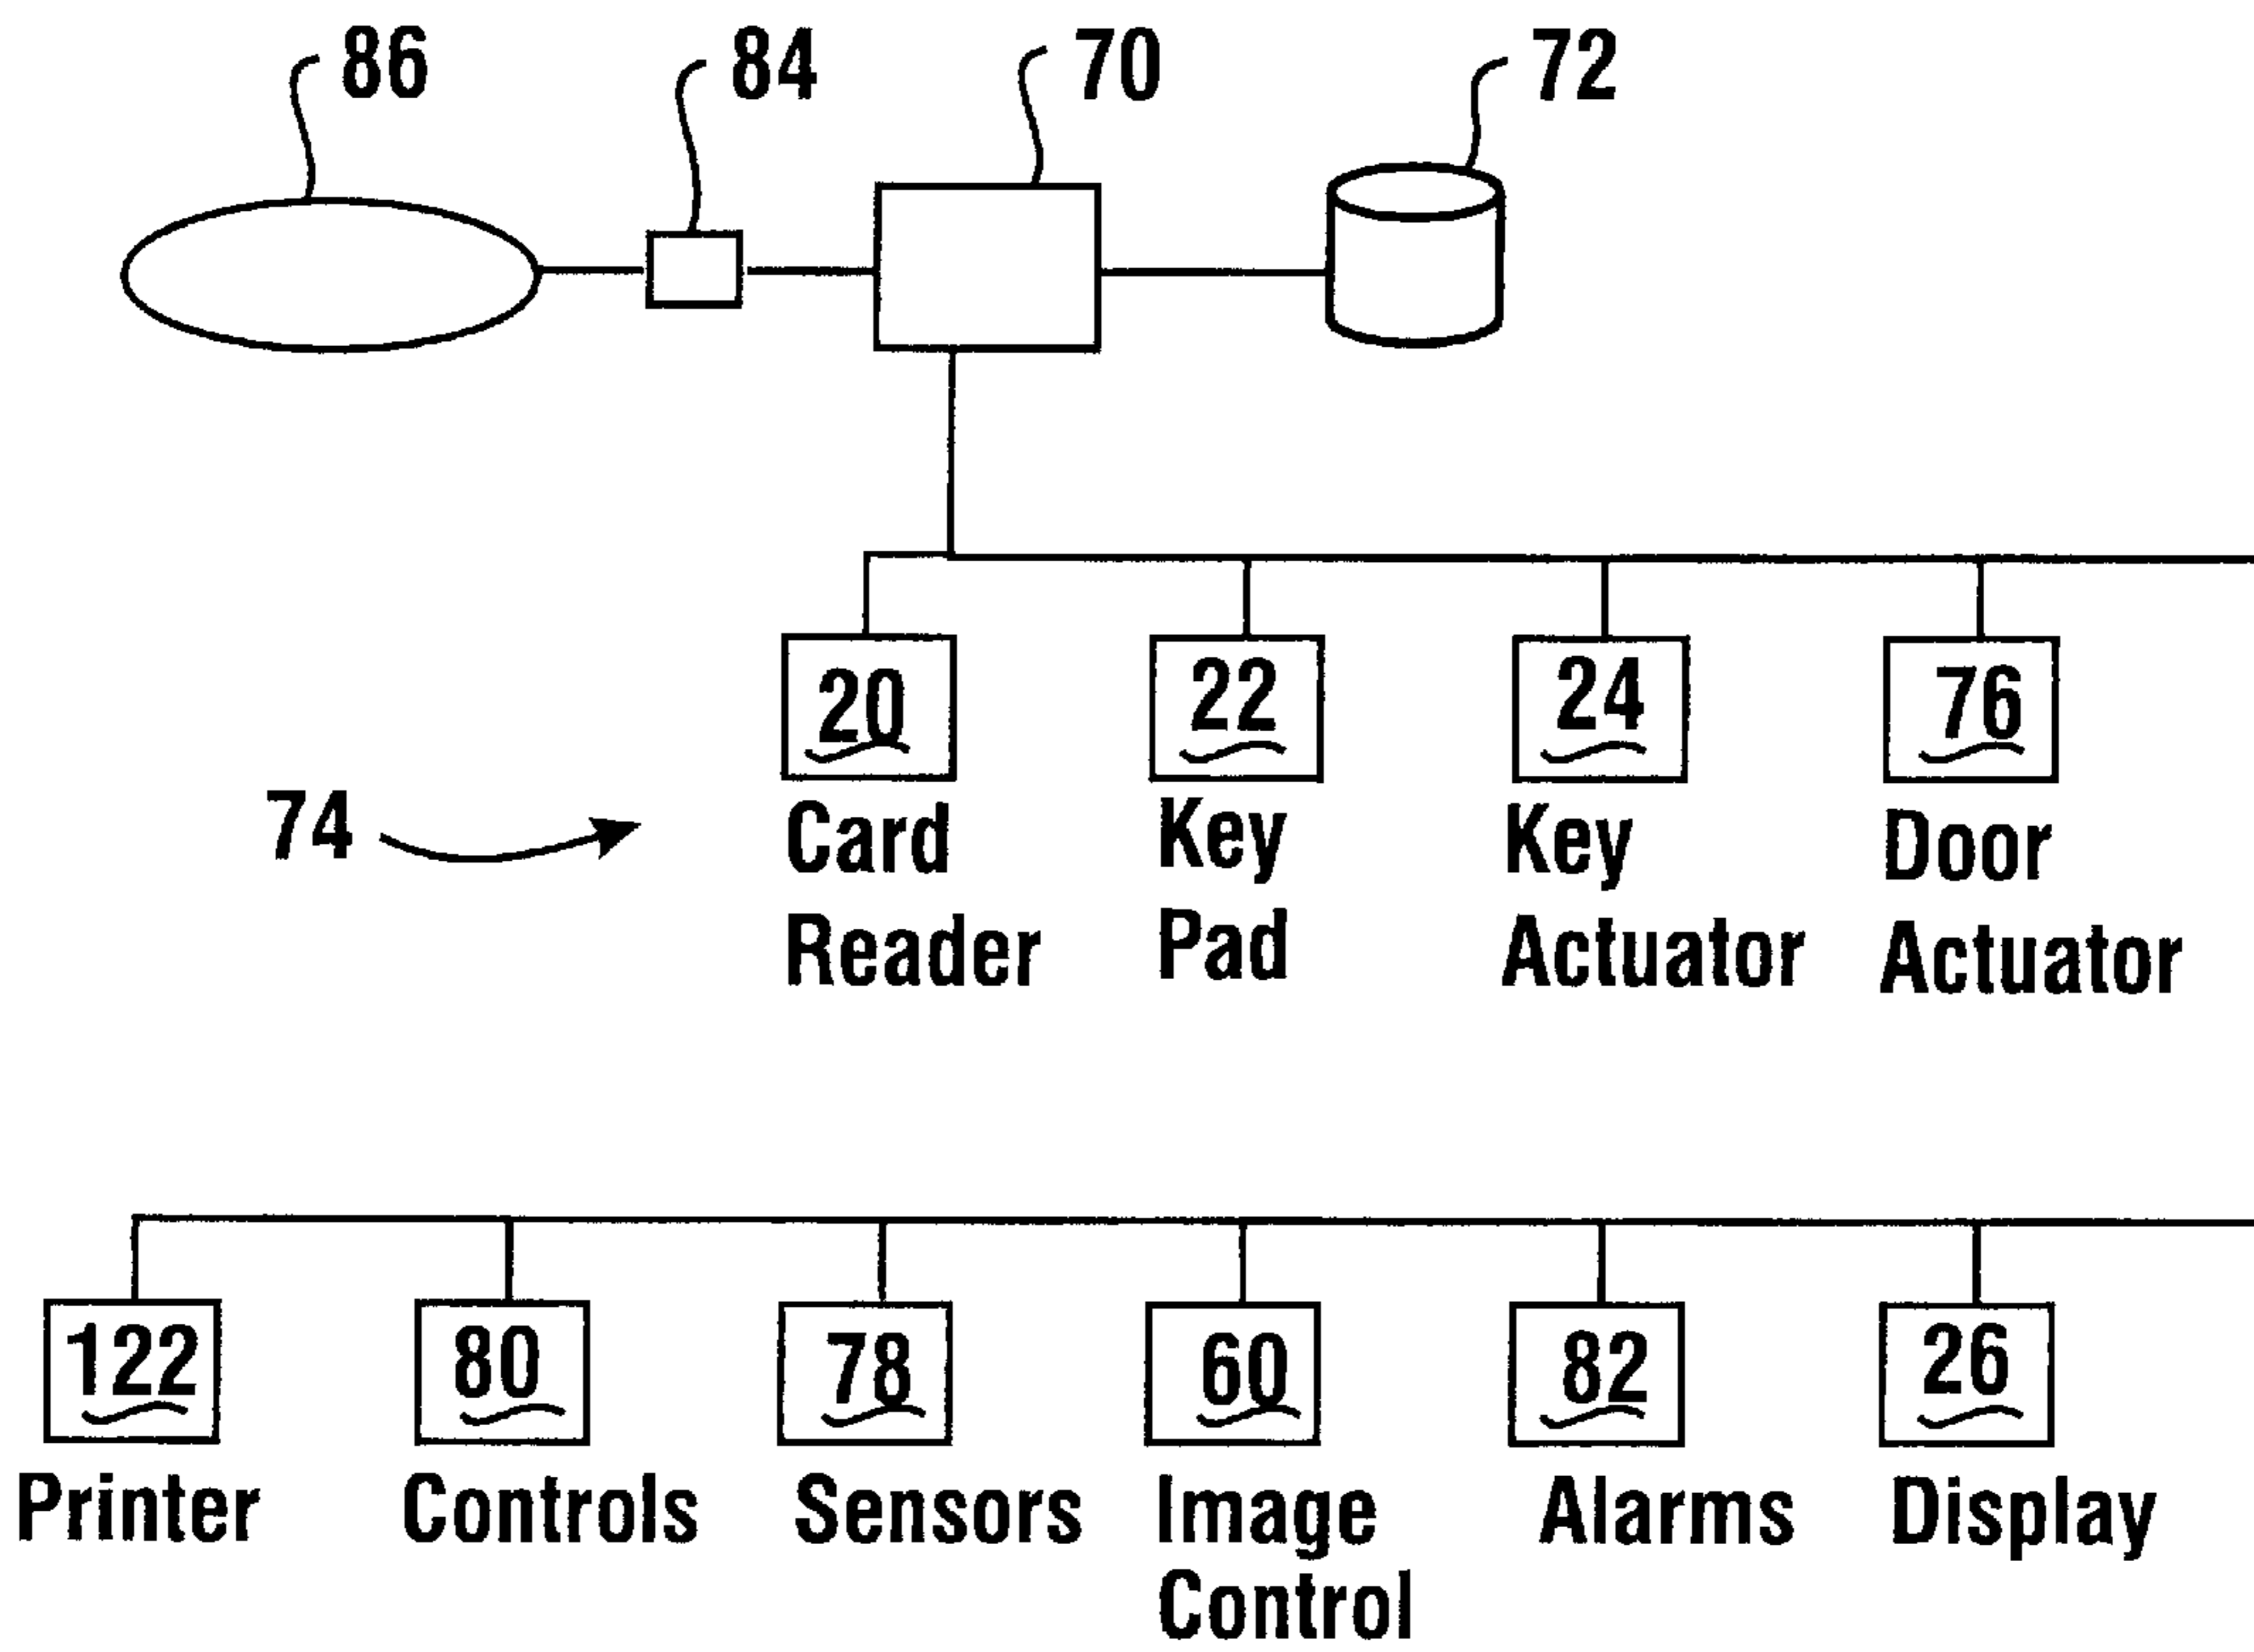 86 84 70 72
20 22 24 76
74
Card Key Key Door
Reader Pad Actuator Actuator
122 80 78 60 82 26
Printer Controls Sensors Image Alarms Display
Control